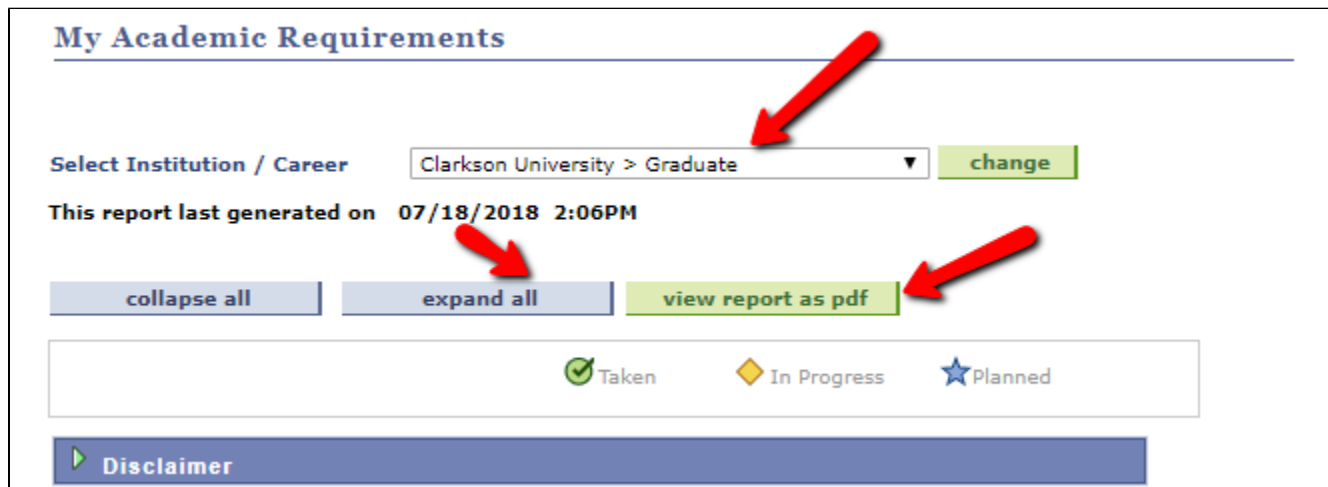 My Academic Requirements
Select Institution / Career Clarkson University > Graduate change
This report last generated on 07/18/2018 2:06PM
collapse all expand all view report as pdf
Taken In Progress Planned
Disclaimer